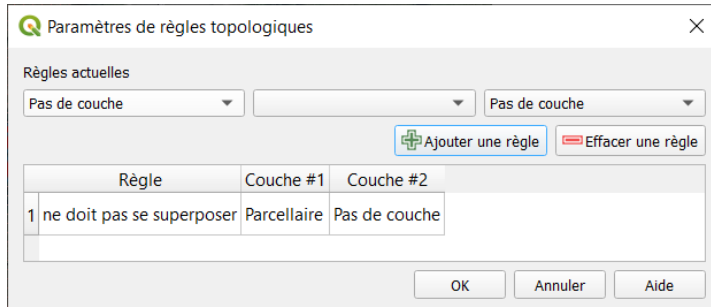 Paramètres de règles topologiques
Règles actuelles
Pas de couche Pas de couche
Ajouter une règle Effacer une règle
Règle Couche #1 Couche #2
1 ne doit pas se superposer Parcellaire Pas de couche
OK Annuler Aide